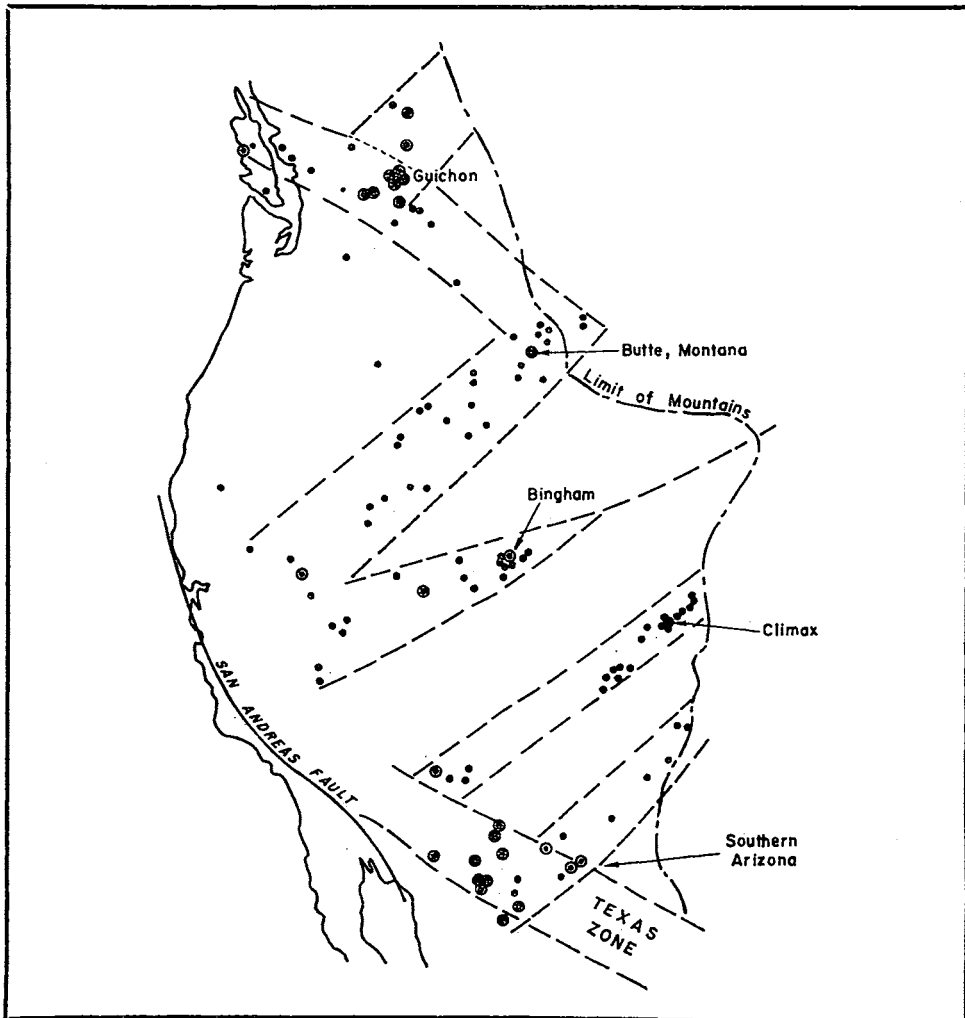 Guichon
Butte, Montana
Limit of Mountains
Bingham
Climax
SAN ANDREAS FAULT
Southern
Arizona
TEXAS
ZONE